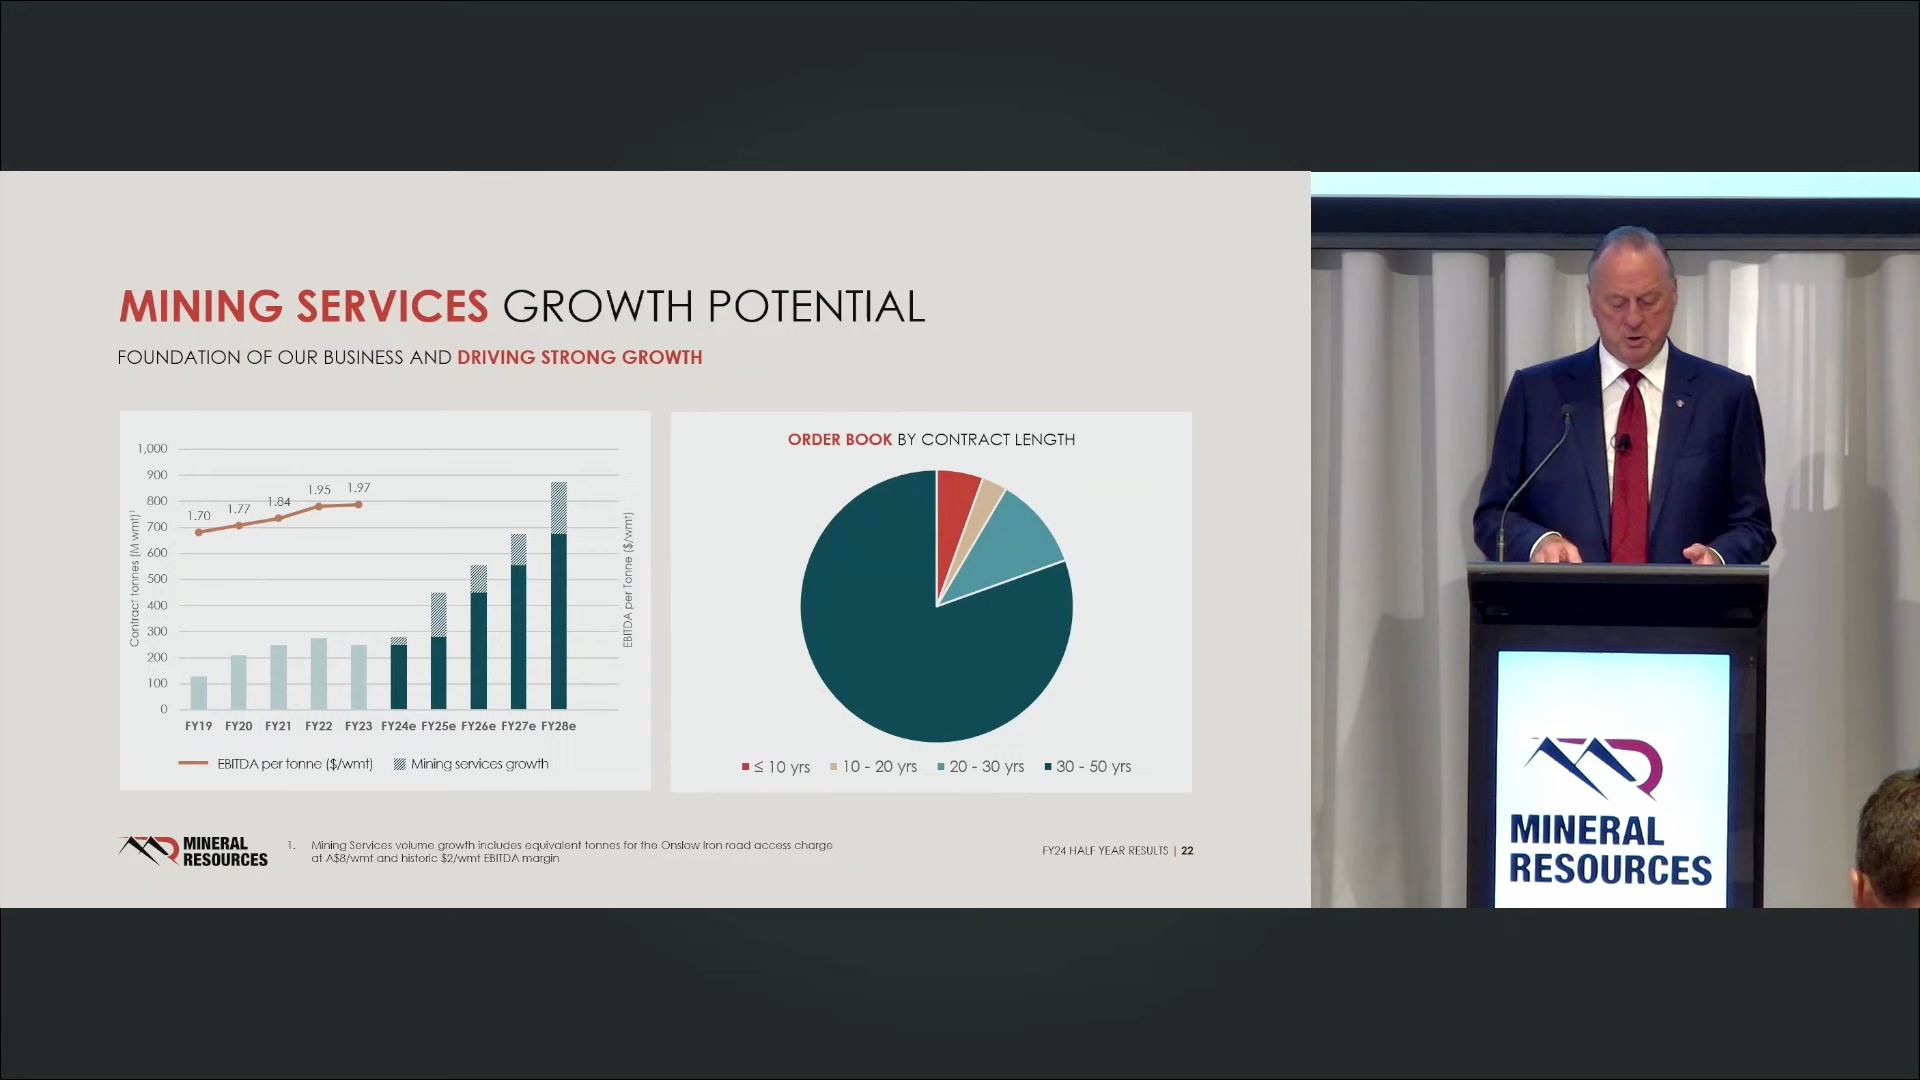 MINING SERVICES GROWTH POTENTIAL
FOUNDATION OF OUR BUSINESS AND DRIVING STRONG GROWTH
Contract tonnes (M wmt)¹
1,000
900
800
700
600
500
400
300
200
100
0
1.70
1.77
1.84
1.95
1.97
EBITDA per Tonne ($/wmt)
FY19 FY20 FY21 FY22 FY23 FY24e FY25e FY26e FY27e FY28e
EBITDA per tonne ($/wmt) Mining services growth
ORDER BOOK BY CONTRACT LENGTH
≤ 10 yrs 10 - 20 yrs 20 - 30 yrs 30 - 50 yrs
MINERAL
RESOURCES
1. Mining Services volume growth includes equivalent tonnes for the Onslow Iron road access charge
at A$8/wmt and historic $2/wmt EBITDA margin
FY24 HALF YEAR RESULTS | 22
MINERAL
RESOURCES